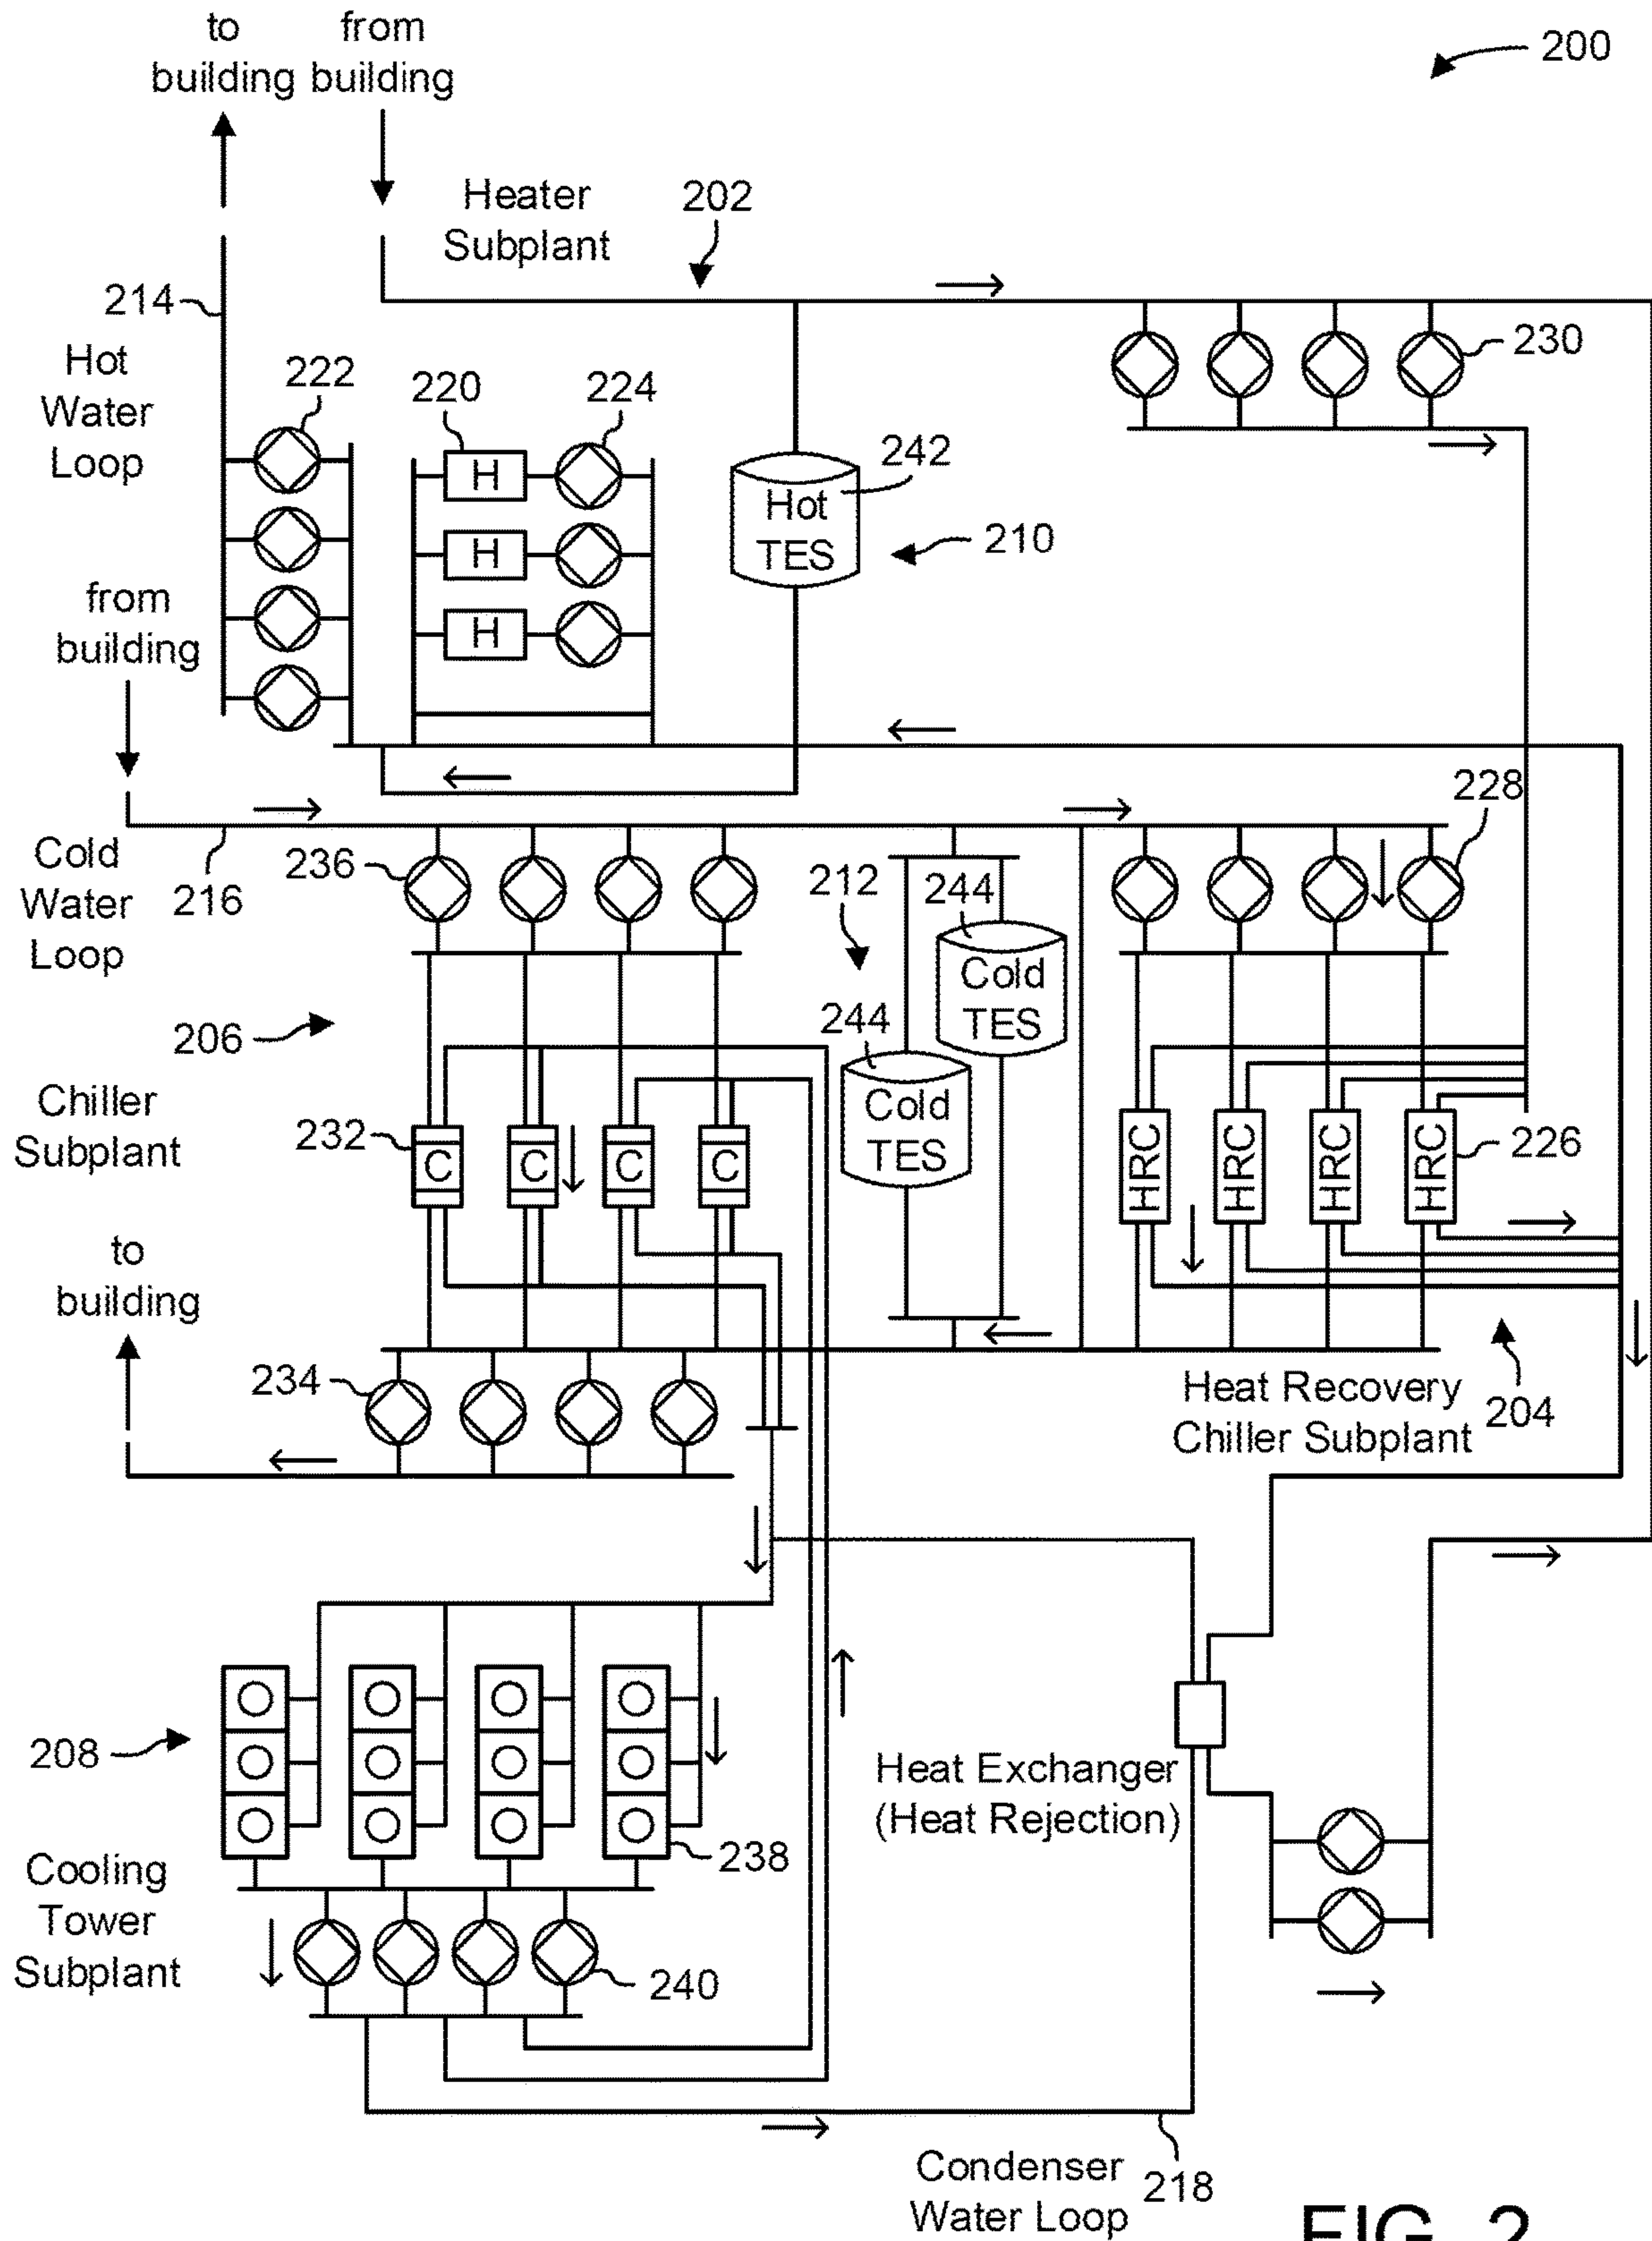 to
building
from
building
200
Heater
Subplant
202
214
Hot
Water
Loop
222
220
224
230
H
H
H
Hot
TES
242
210
from
building
228
Cold
Water
Loop
216
236
212
244
Cold
TES
244
Cold
TES
206
Chiller
Subplant
232
C
C
C
C
HRC
HRC
HRC
HRC
226
to
building
234
Heat Recovery
Chiller Subplant
204
208
Heat Exchanger
(Heat Rejection)
238
Cooling
Tower
Subplant
240
Condenser
Water Loop
218
FIG. 2